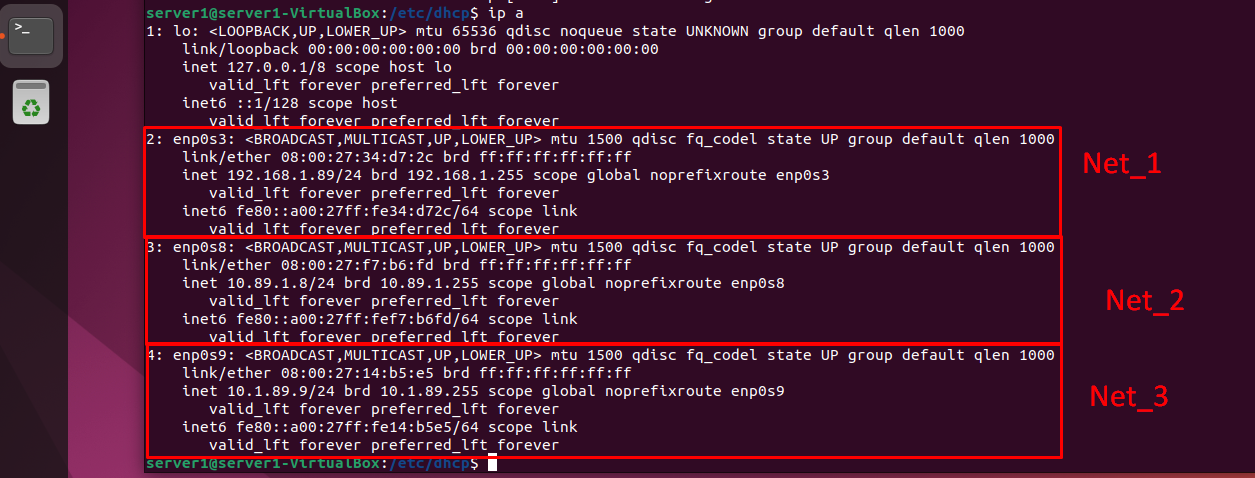 server1@server1-VirtualBox:/etc/dhcp$ ip a
1: lo: <LOOPBACK,UP,LOWER_UP> mtu 65536 qdisc noqueue state UNKNOWN group default qlen 1000
link/loopback 00:00:00:00:00:00 brd 00:00:00:00:00:00
inet 127.0.0.1/8 scope host lo
valid_lft forever preferred_lft forever
inet6 ::1/128 scope host
valid_lft forever preferred_lft forever
2: enp0s3: <BROADCAST,MULTICAST,UP,LOWER_UP> mtu 1500 qdisc fq_codel state UP group default qlen 1000
link/ether 08:00:27:34:d7:2c brd ff:ff:ff:ff:ff:ff
Net_1
inet 192.168.1.89/24 brd 192.168.1.255 scope global noprefixroute enp0s3
valid_lft forever preferred_lft forever
inet6 fe80::a00:27ff:fe34:d72c/64 scope link
valid_lft forever preferred_lft forever
3: enp0s8: <BROADCAST,MULTICAST,UP,LOWER_UP> mtu 1500 qdisc fq_codel state UP group default qlen 1000
link/ether 08:00:27:f7:b6:fd brd ff:ff:ff:ff:ff:ff
inet 10.89.1.8/24 brd 10.89.1.255 scope global noprefixroute enp0s8
valid_lft forever preferred_lft forever
Net_2
inet6 fe80::a00:27ff:fef7:b6fd/64 scope link
valid_lft forever preferred_lft forever
4: enp0s9: <BROADCAST,MULTICAST,UP,LOWER_UP> mtu 1500 qdisc fq_codel state UP group default qlen 1000
link/ether 08:00:27:14:b5:e5 brd ff:ff:ff:ff:ff:ff
inet 10.1.89.9/24 brd 10.1.89.255 scope global noprefixroute enp0s9
Net_3
valid_lft forever preferred_lft forever
inet6 fe80::a00:27ff:fe14:b5e5/64 scope link
valid_lft forever preferred_lft forever
server1@server1-VirtualBox:/etc/dhcp$